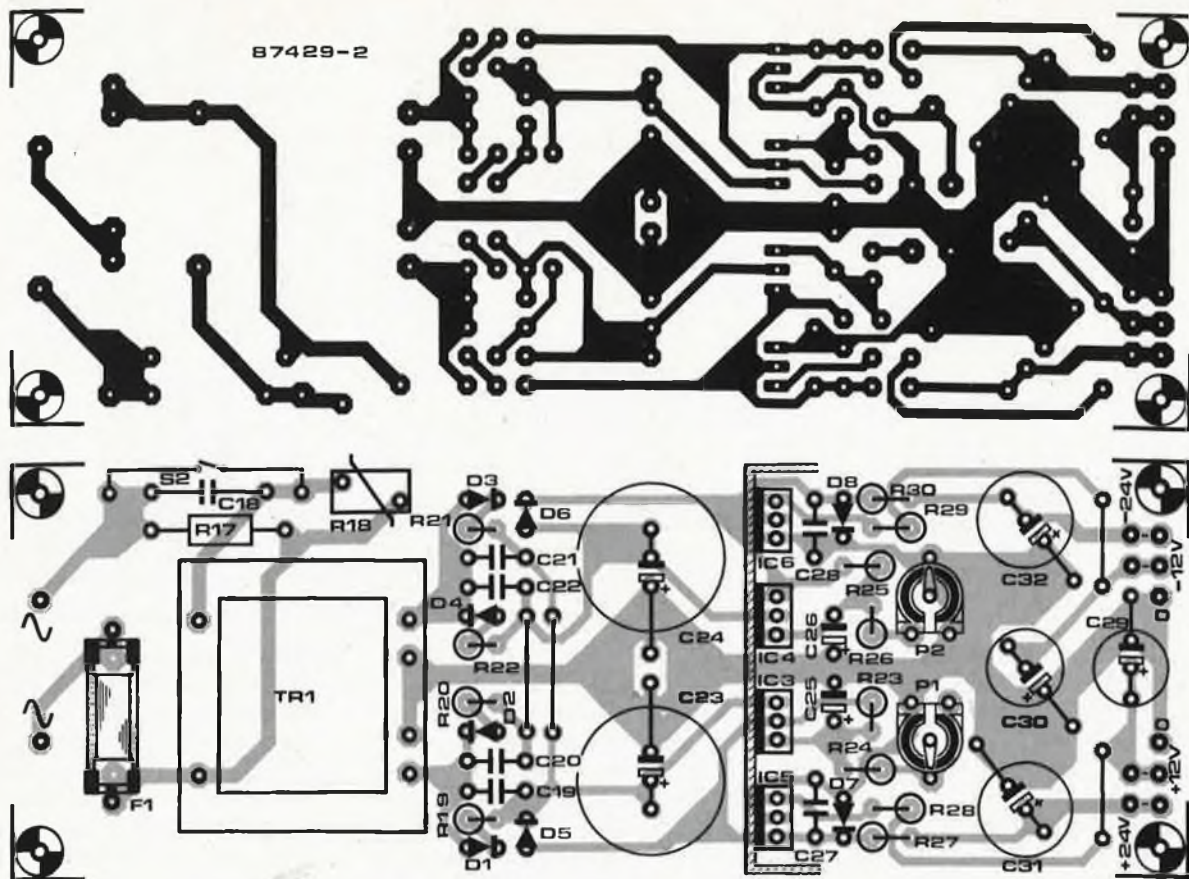 87429-2
S2
C18
R17
R18
R21
D3
D6
C21
C22
D4
R22
R20
D2
C20
C19
R19
D1
D5
TR1
F1
C24
C23
IC6
IC4
IC3
IC5
C28
D8
R30
R29
R25
C26
R26
P2
R23
C25
P1
R24
D7
R28
R27
C27
C32
C30
C31
C29
-24V
-12V
0
0
+12V
+24V